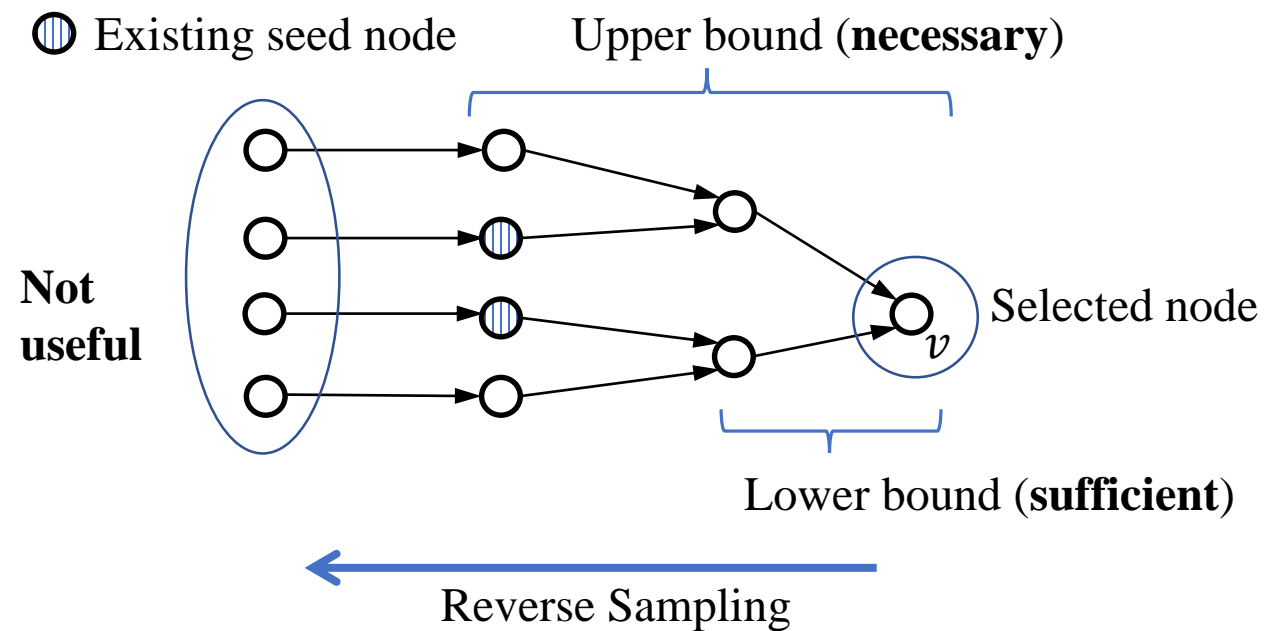 Existing seed node
Upper bound (necessary)
Not
useful
Selected node
v
Lower bound (sufficient)
Reverse Sampling